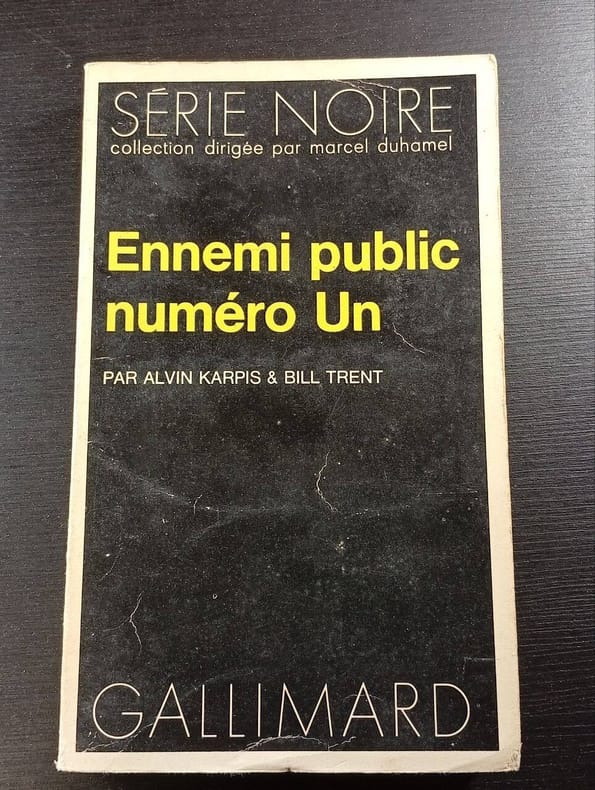 SÉRIE NOIRE
collection dirigée par marcel duhamel
Ennemi public
numéro Un
PAR ALVIN KARPIS & BILL TRENT
GALLIMARD